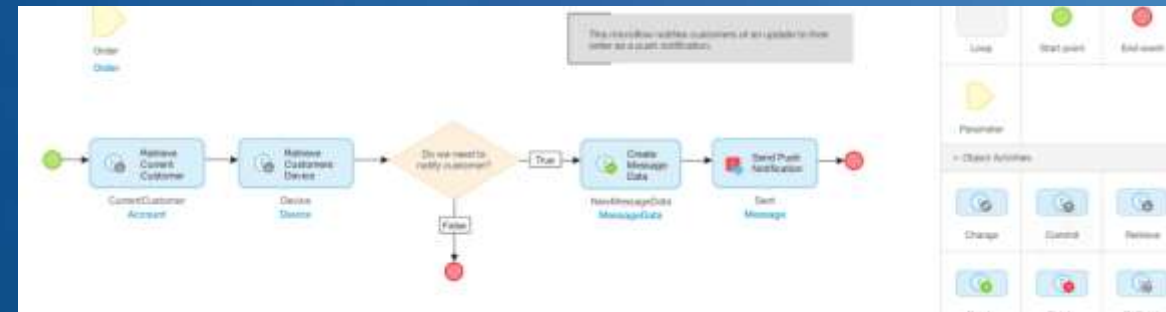 Order
Order
This microflow notifies customers of an update to their
order as a push notification.
Retrieve
Current
Customer
CurrentCustomer
Account
Retrieve
Customers
Device
Device
Device
Do we need to
notify customer?
True
False
Create
Message
Data
NewMessageData
MessageData
Send Push
Notification
Sent
Message
Loop
Start point
End event
Parameter
Object Activities
Change
Commit
Retrieve